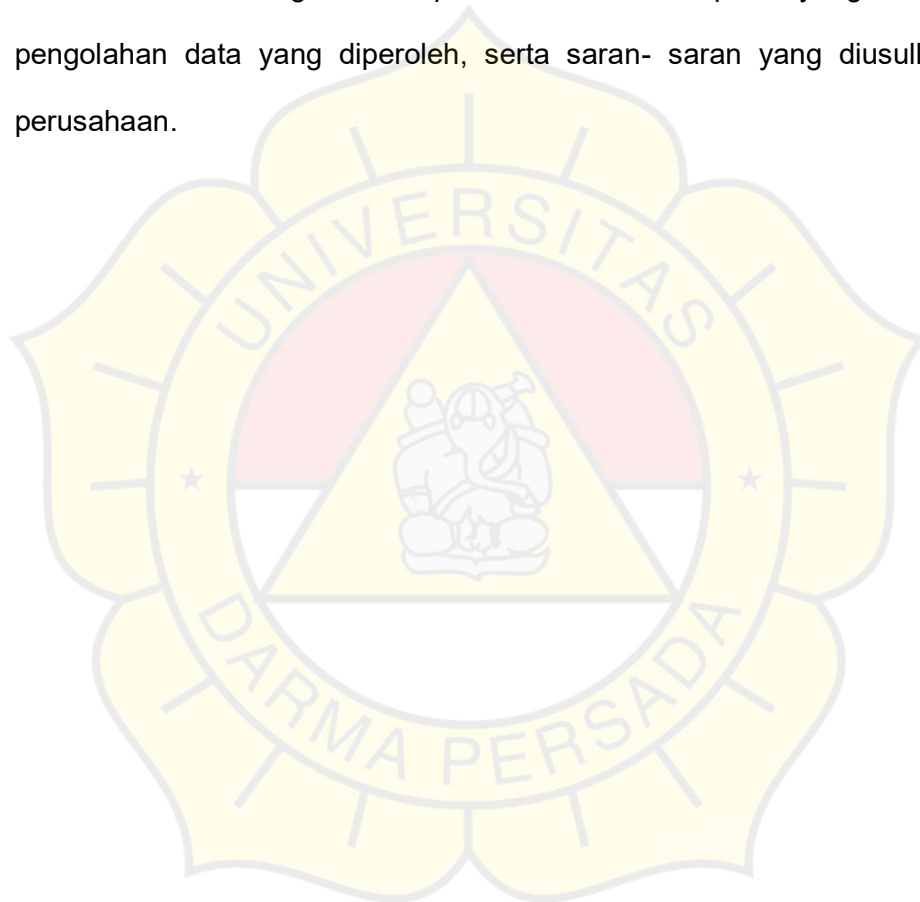 pengolahan data yang diperoleh, serta saran- saran yang
perusahaan.
UNIVERSITAS
DARMA PERSADA